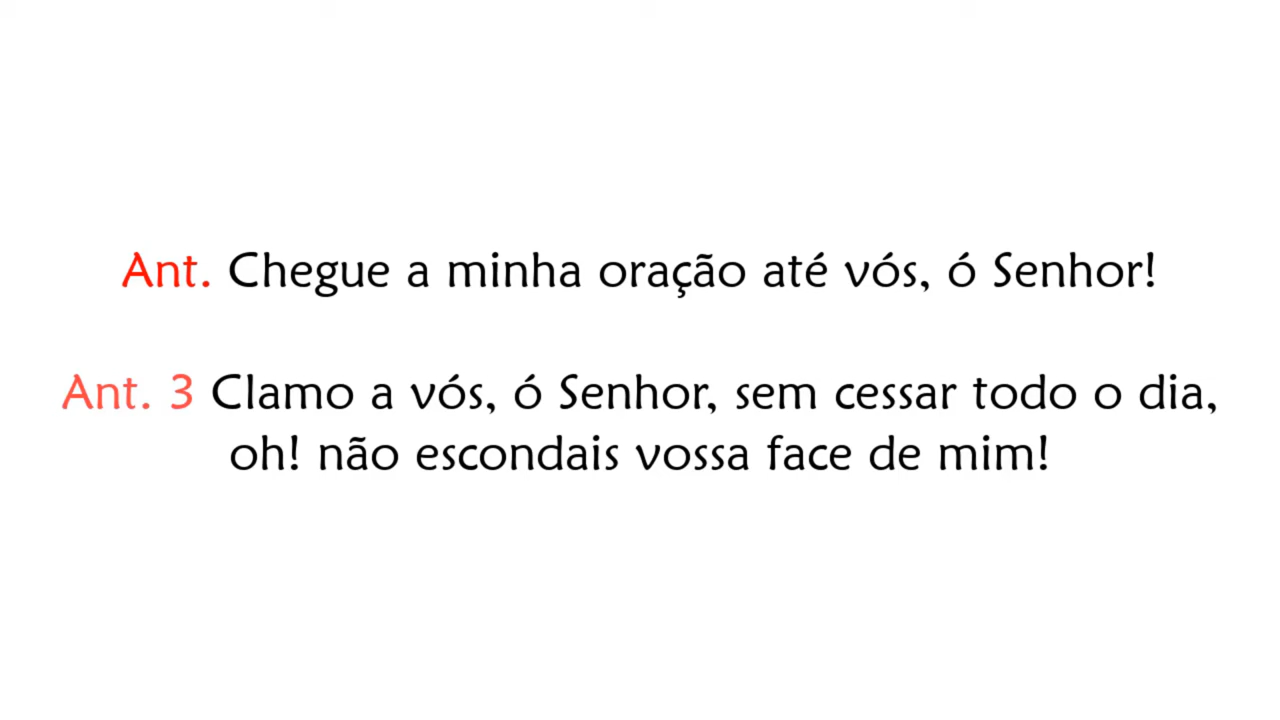 Ant. Chegue a minha oração até vós, ó Senhor!
Ant. 3 Clamo a vós, ó Senhor, sem cessar todo o dia,
oh! não escondais vossa face de mim!